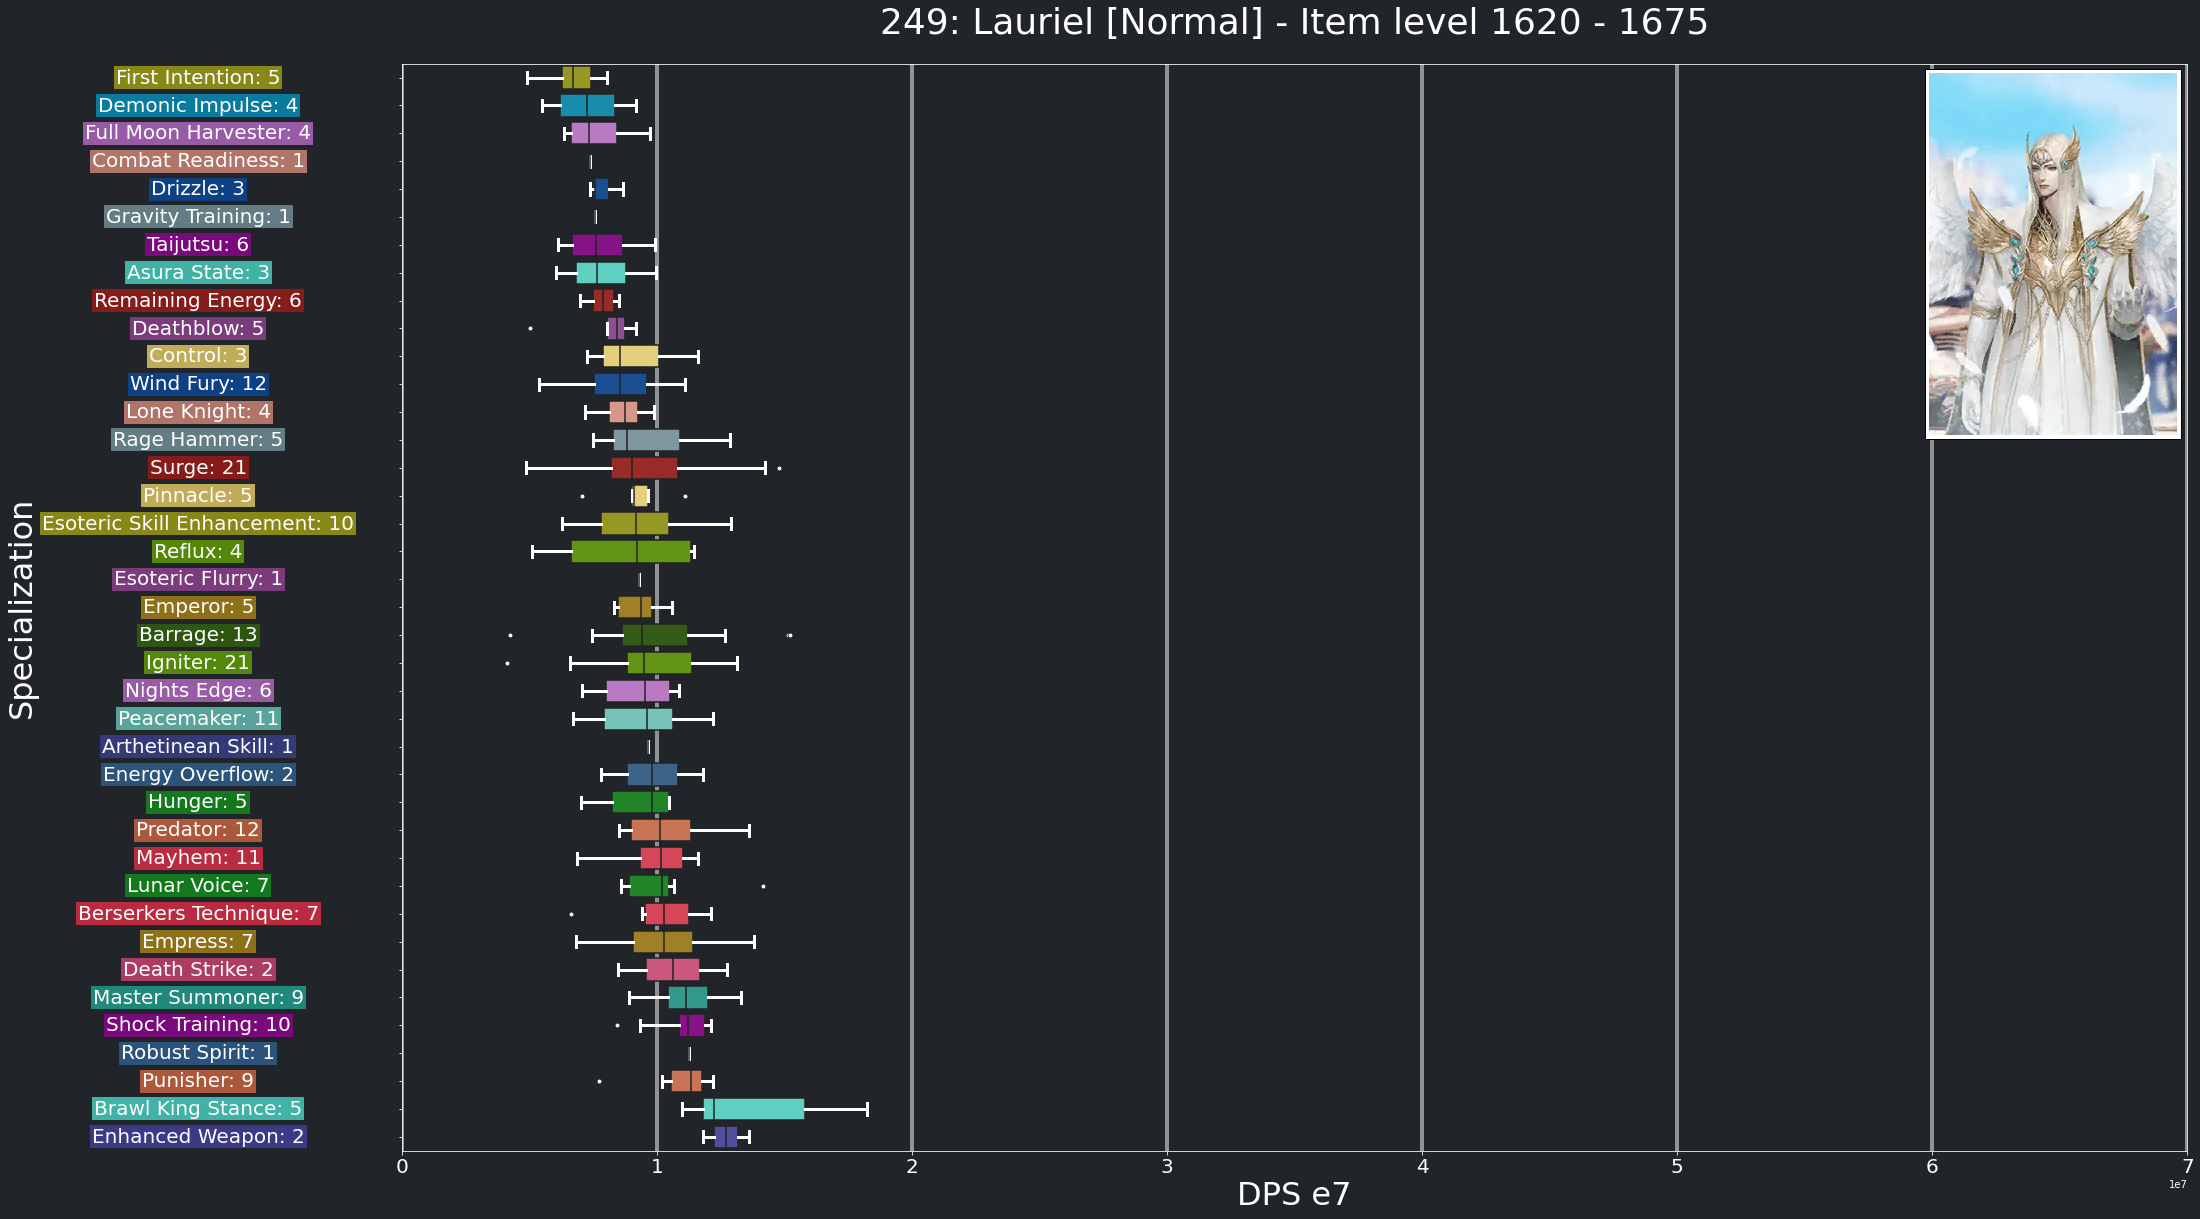 249: Lauriel [Normal] - Item level 1620 - 1675
First Intention: 5
Demonic Impulse: 4
Full Moon Harvester: 4
Combat Readiness: 1
Drizzle: 3
Gravity Training: 1
Taijutsu: 6
Asura State: 3
Remaining Energy: 6
Deathblow: 5
Control: 3
Wind Fury: 12
Lone Knight: 4
Rage Hammer: 5
Surge: 21
Pinnacle: 5
Esoteric Skill Enhancement: 10
Reflux: 4
Esoteric Flurry: 1
Emperor: 5
Barrage: 13
Igniter: 21
Nights Edge: 6
Peacemaker: 11
Arthetinean Skill: 1
Energy Overflow: 2
Hunger: 5
Predator: 12
Mayhem: 11
Lunar Voice: 7
Berserkers Technique: 7
Empress: 7
Death Strike: 2
Master Summoner: 9
Shock Training: 10
Robust Spirit: 1
Punisher: 9
Brawl King Stance: 5
Enhanced Weapon: 2
Specialization
0 1 2 3 4 5 6 7
1e7
DPS e7